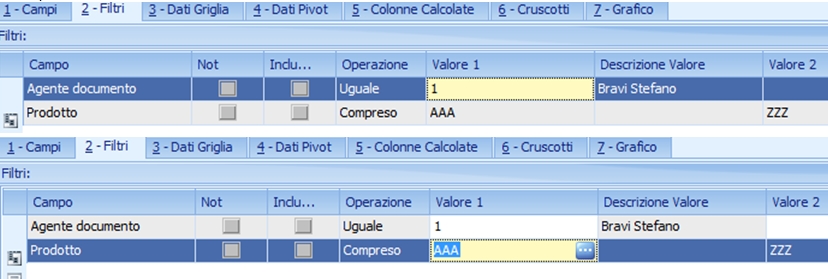 1 - Campi 2 - Filtri 3 - Dati Griglia 4 - Dati Pivot 5 - Colonne Calcolate 6 - Cruscotti 7 - Grafico
Filtri:
Campo Not Inclu... Operazione Valore 1 Descrizione Valore Valore 2
Agente documento Uguale 1 Bravi Stefano
Prodotto Compreso AAA ZZZ
1 - Campi 2 - Filtri 3 - Dati Griglia 4 - Dati Pivot 5 - Colonne Calcolate 6 - Cruscotti 7 - Grafico
Filtri:
Campo Not Inclu... Operazione Valore 1 Descrizione Valore Valore 2
Agente documento Uguale 1 Bravi Stefano
Prodotto Compreso AAA ... ZZZ